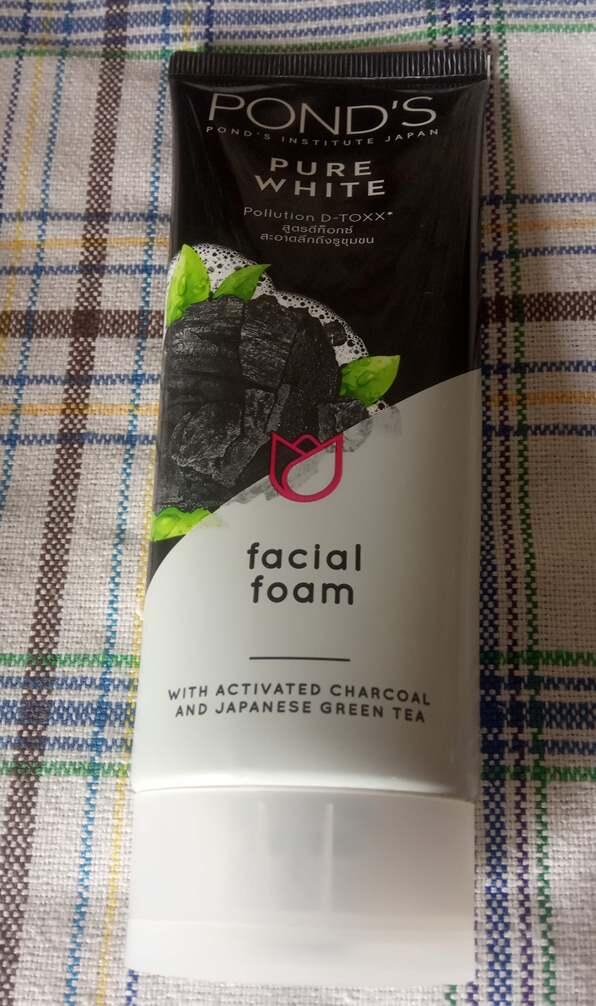 POND'S
POND'S INSTITUTE JAPAN
PURE
WHITE
Pollution D-TOXX*
สูตรดีท็อกซ์
สะอาดลึกถึงรูขุมขน
facial
foam
WITH ACTIVATED CHARCOAL
AND JAPANESE GREEN TEA